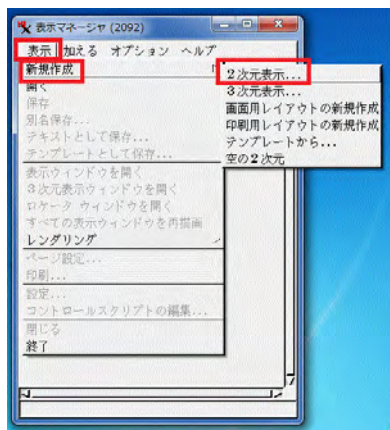 表示マネージャ (2092)
表示 加える オプション ヘルプ
新規作成
開く
保存
別名保存...
テキストとして保存...
テンプレートとして保存...
表示ウィンドウを開く
3次元表示ウィンドウを開く
ロケータ ウィンドウを開く
すべての表示ウィンドウを再描画
レンダリング
ページ設定...
印刷...
設定...
コントロールスクリプトの編集...
閉じる
終了
2次元表示...
3次元表示...
画面用レイアウトの新規作成
印刷用レイアウトの新規作成
テンプレートから...
空の2次元